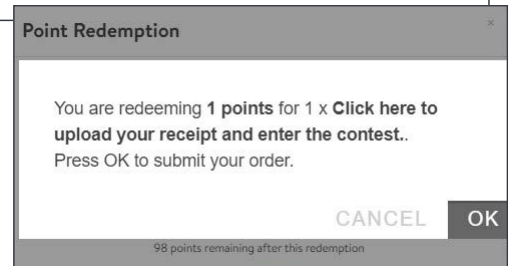 Point Redemption
×
You are redeeming 1 points for 1 x Click here to
upload your receipt and enter the contest..
Press OK to submit your order.
CANCEL OK
98 points remaining after this redemption